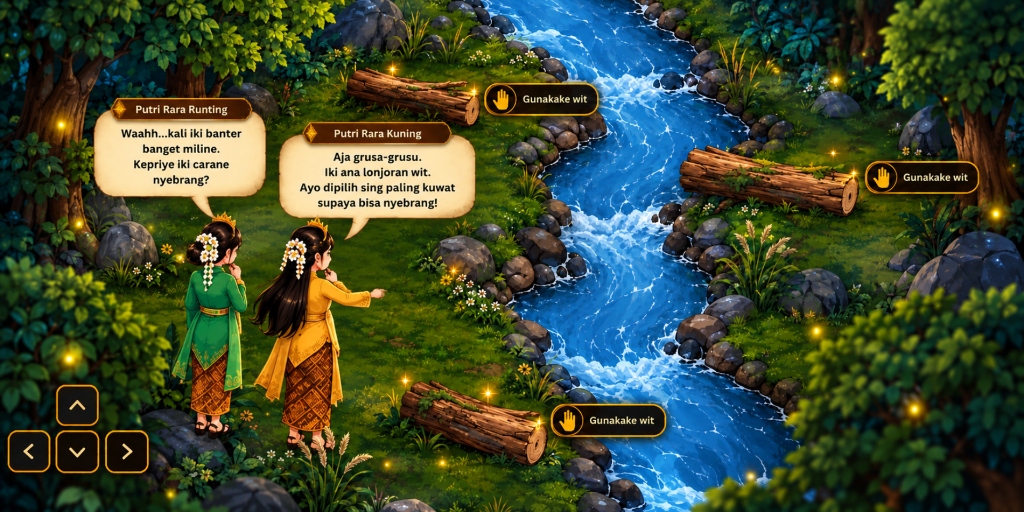 Putri Rara Runting
Waahh...kali iki banter
banget miline.
Kepriye iki carane
nyebrang?
Putri Rara Kuning
Aja grusa-grusu.
Iki ana lonjoran wit.
Ayo dipilih sing paling kuwat
supaya bisa nyebrang!
Gunakake wit
Gunakake wit
Gunakake wit